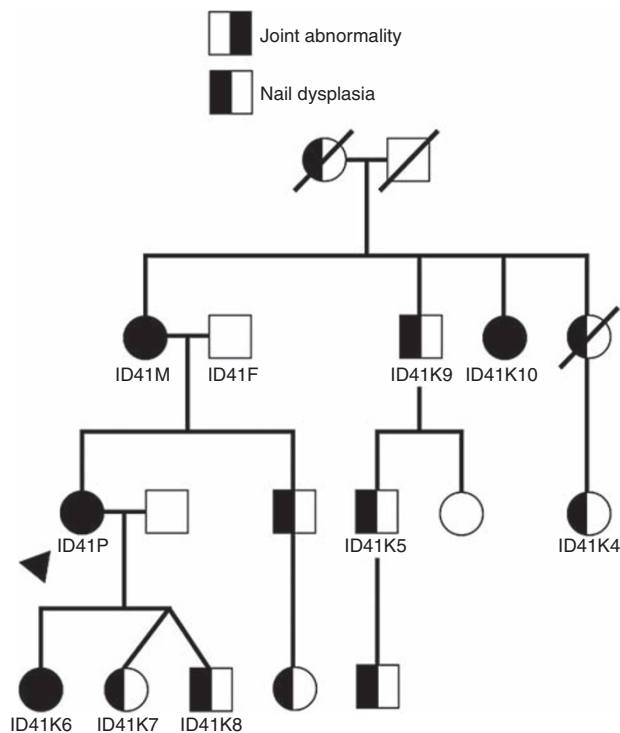 Joint abnormality
Nail dysplasia
ID41M ID41F ID41K9 ID41K10
ID41P ID41K5 ID41K4
ID41K6 ID41K7 ID41K8